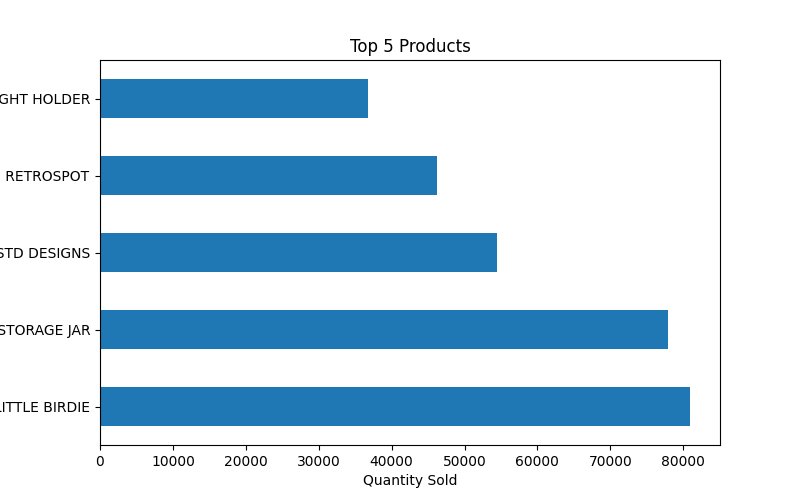 Top 5 Products
HOLDER
RETROSPOT
STD DESIGNS
STORAGE JAR
LITTLE BIRDIE
0 10000 20000 30000 40000 50000 60000 70000 80000
Quantity Sold